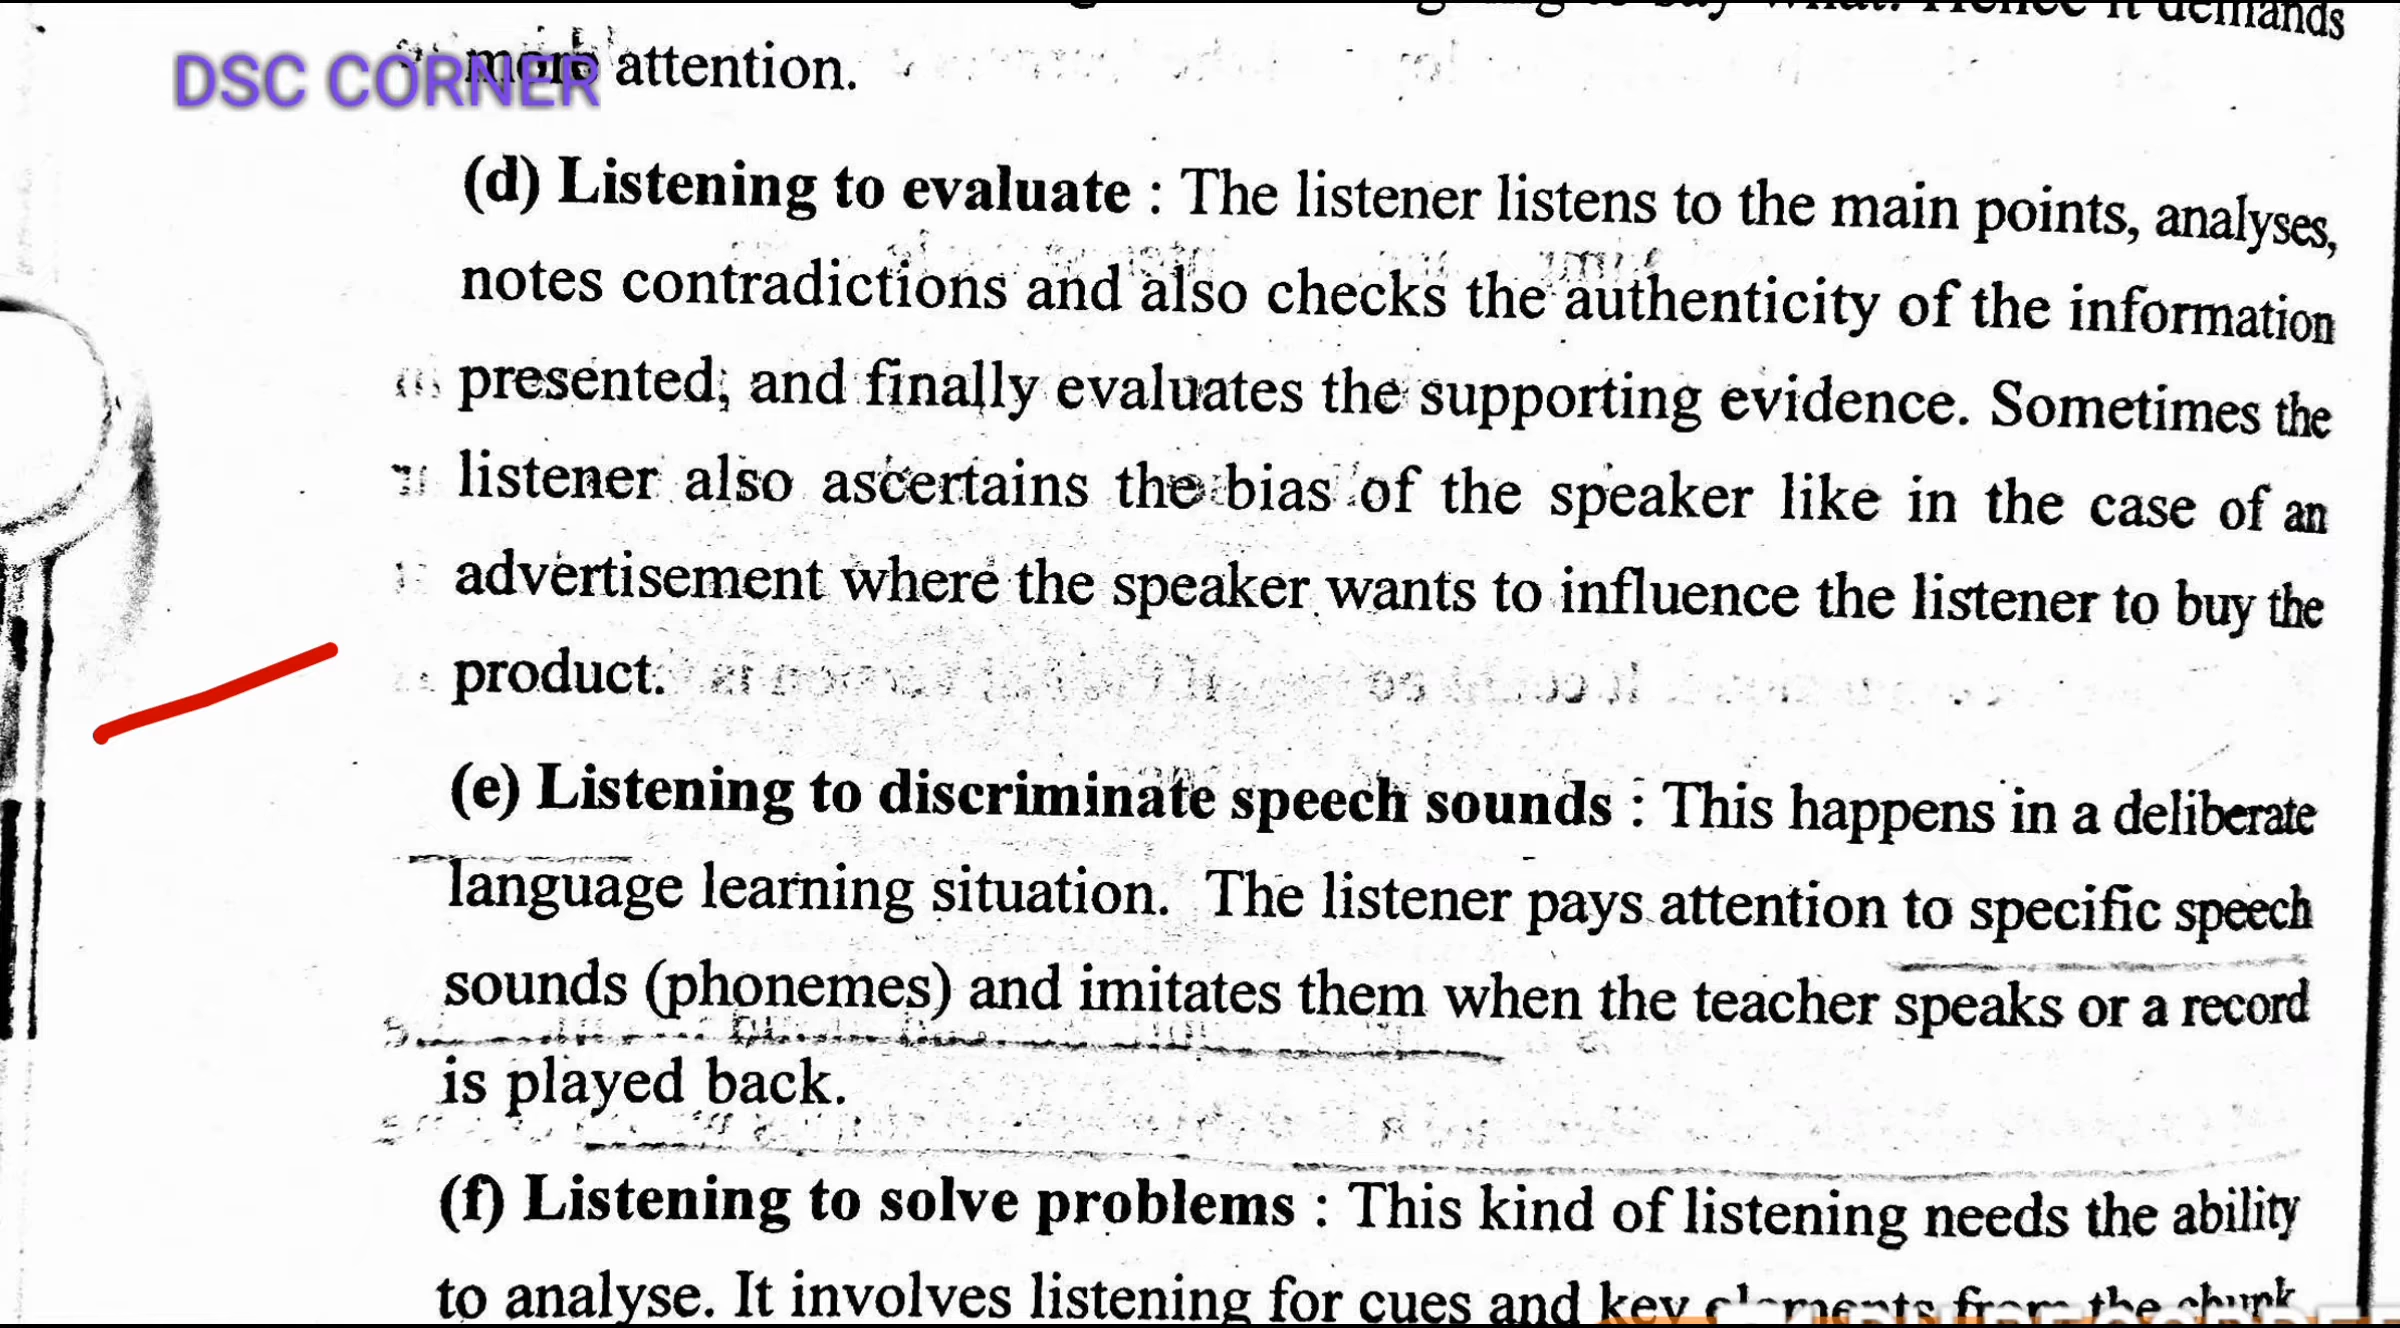 say what. Hence it demands
DSC CORNER
more attention.
(d) Listening to evaluate : The listener listens to the main points, analyses,
notes contradictions and also checks the authenticity of the information
presented; and finally evaluates the supporting evidence. Sometimes the
listener also ascertains the bias of the speaker like in the case of an
advertisement where the speaker wants to influence the listener to buy the
product.
(e) Listening to discriminate speech sounds : This happens in a deliberate
language learning situation. The listener pays attention to specific speech
sounds (phonemes) and imitates them when the teacher speaks or a record
is played back.
(f) Listening to solve problems : This kind of listening needs the ability
to analyse. It involves listening for cues and key elements from the chunk